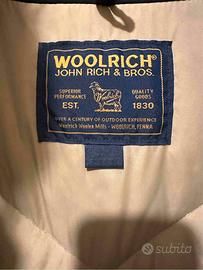 WOOLRICH®
JOHN RICH & BROS.
SUPERIOR PERFORMANCE
QUALITY GOODS
EST. 1830
OVER A CENTURY OF OUTDOOR EXPERIENCE
Woolrich Woolen Mills - WOOLRICH, PENNA
subito